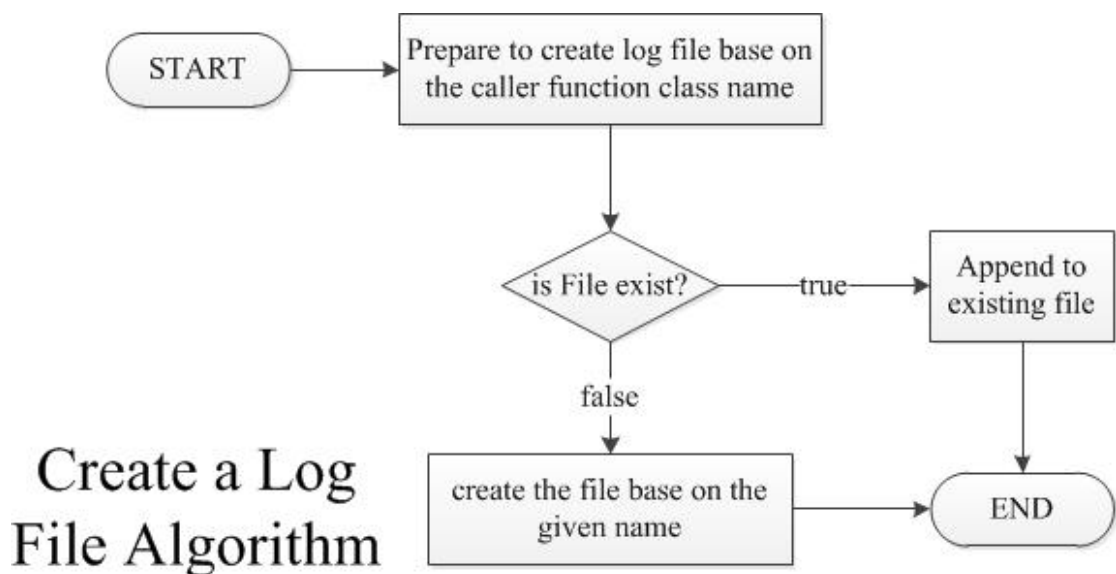 START
Prepare to create log file base on
the caller function class name
is File exist?
true
Append to
existing file
false
create the file base on the
given name
END
Create a Log
File Algorithm